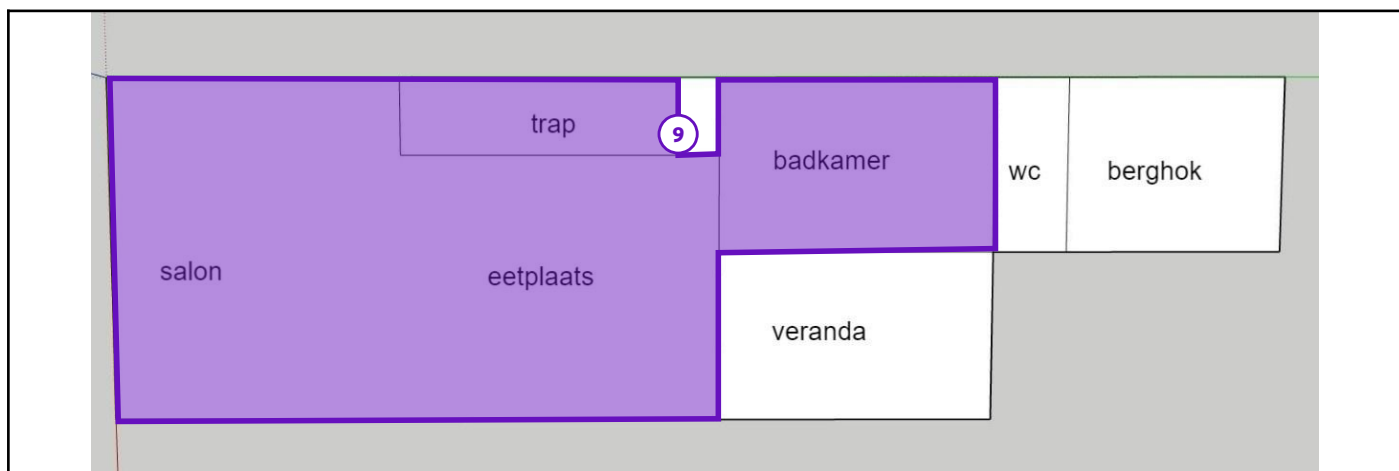 trap
9
badkamer
wc
berghok
salon
eetplaats
veranda